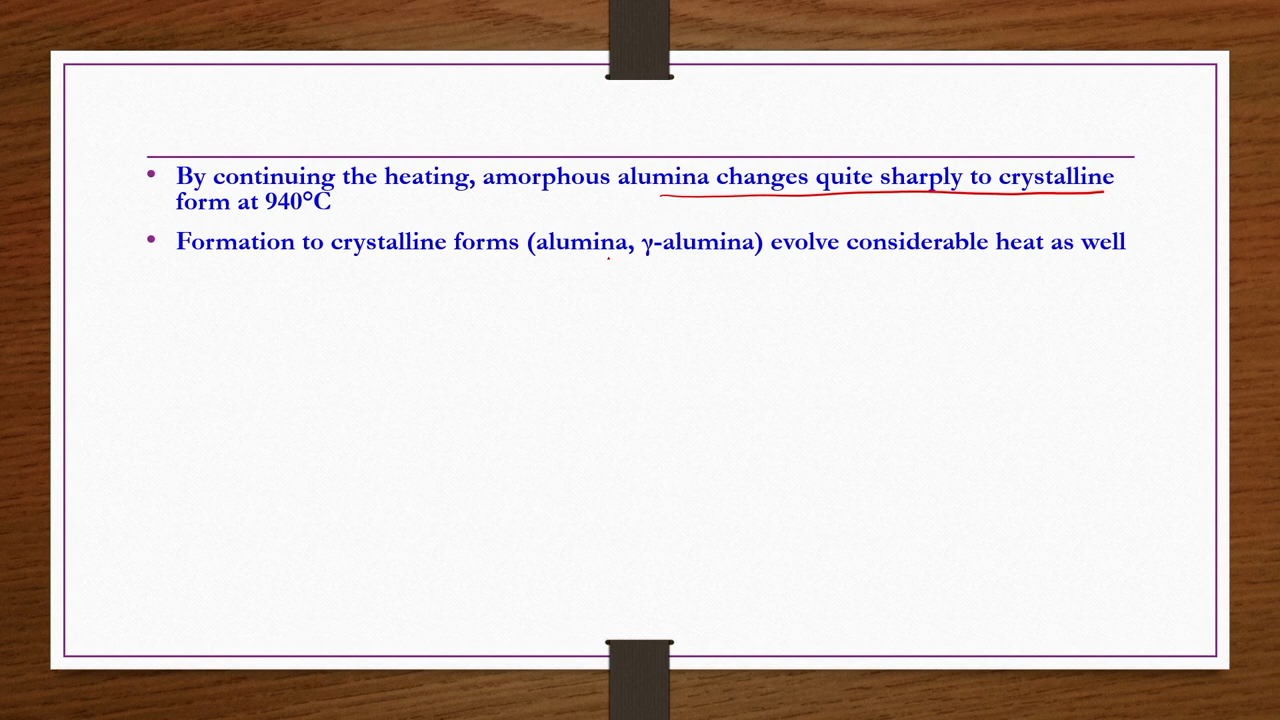 • By continuing the heating, amorphous alumina changes quite sharply to crystalline
form at 940°C
• Formation to crystalline forms (alumina, γ-alumina) evolve considerable heat as well